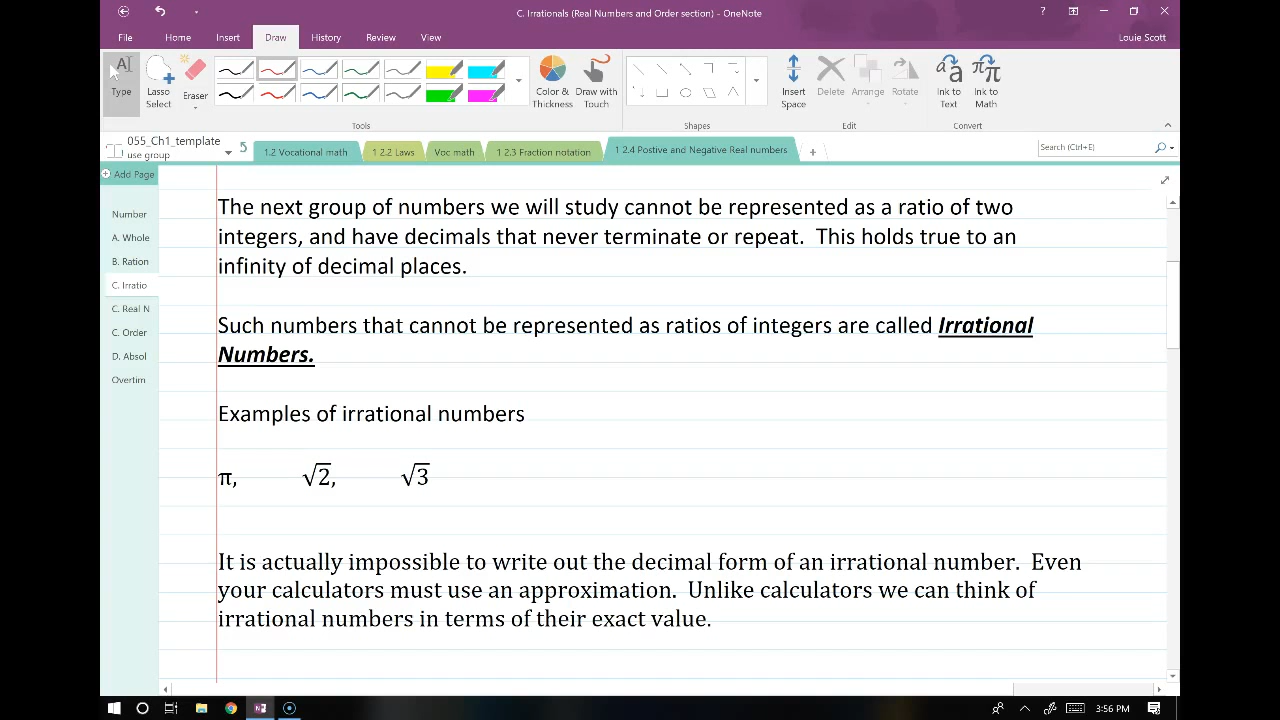 C. Irrationals (Real Numbers and Order section) - OneNote
?
File Home Insert Draw History Review View
Louie Scott
Type
Lasso
Select
Eraser
Color &
Thickness
Draw with
Touch
Insert
Space
Delete
Arrange
Rotate
Ink to
Text
Ink to
Math
Tools
Shapes
Edit
Convert
055_Ch1_template
use group
1.2 Vocational math
1 2.2 Laws
Voc math
1 2.3 Fraction notation
1 2.4 Postive and Negative Real numbers
Search (Ctrl+E)
Add Page
Number
A. Whole
B. Ration
C. Irratio
C. Real N
C. Order
D. Absol
Overtim
The next group of numbers we will study cannot be represented as a ratio of two
integers, and have decimals that never terminate or repeat.  This holds true to an
infinity of decimal places.
Such numbers that cannot be represented as ratios of integers are called Irrational
Numbers.
Examples of irrational numbers
π, √2, √3
It is actually impossible to write out the decimal form of an irrational number.  Even
your calculators must use an approximation.  Unlike calculators we can think of
irrational numbers in terms of their exact value.
3:56 PM